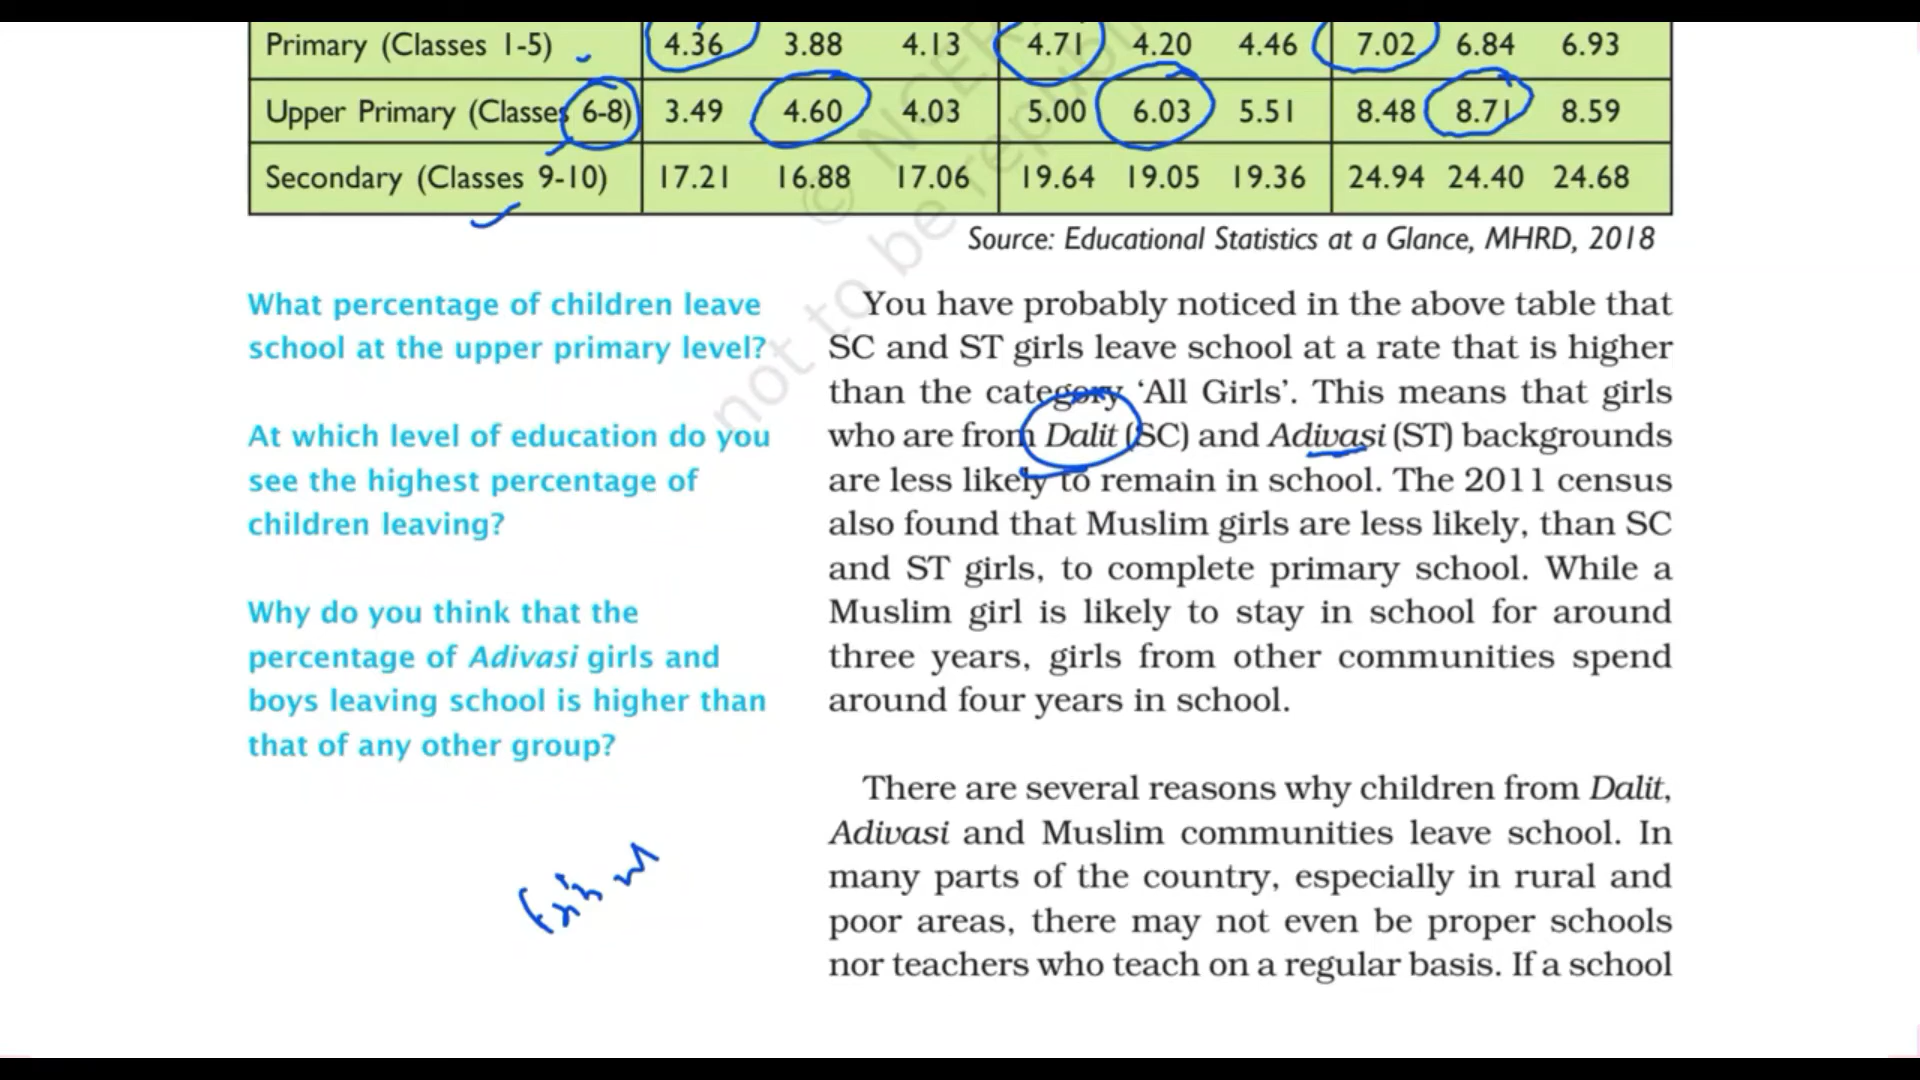 Primary (Classes 1-5) 4.36 3.88 4.13 4.71 4.20 4.46 7.02 6.84 6.93
Upper Primary (Classes 6-8) 3.49 4.60 4.03 5.00 6.03 5.51 8.48 8.71 8.59
Secondary (Classes 9-10) 17.21 16.88 17.06 19.64 19.05 19.36 24.94 24.40 24.68
Source: Educational Statistics at a Glance, MHRD, 2018
What percentage of children leave
school at the upper primary level?
At which level of education do you
see the highest percentage of
children leaving?
Why do you think that the
percentage of Adivasi girls and
boys leaving school is higher than
that of any other group?
You have probably noticed in the above table that
SC and ST girls leave school at a rate that is higher
than the category ‘All Girls’. This means that girls
who are from Dalit (SC) and Adivasi (ST) backgrounds
are less likely to remain in school. The 2011 census
also found that Muslim girls are less likely, than SC
and ST girls, to complete primary school. While a
Muslim girl is likely to stay in school for around
three years, girls from other communities spend
around four years in school.
There are several reasons why children from Dalit,
Adivasi and Muslim communities leave school. In
many parts of the country, especially in rural and
poor areas, there may not even be proper schools
nor teachers who teach on a regular basis. If a school
© NCER
not to be republi